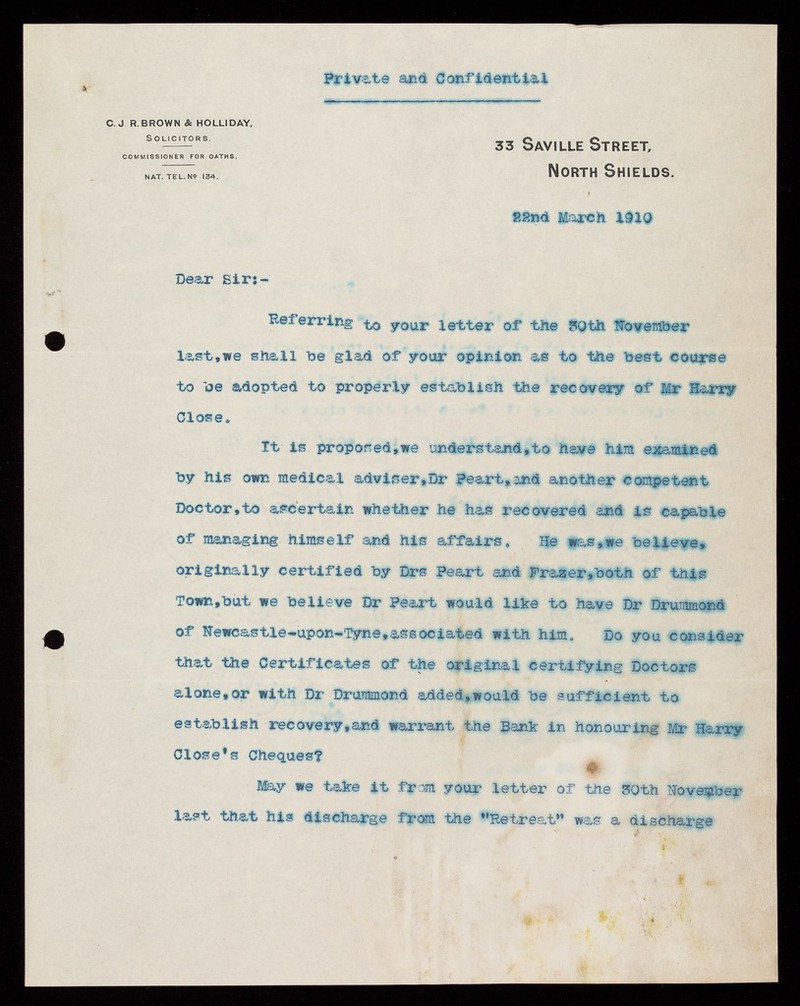 Private and Confidential
C. J. R. BROWN & HOLLIDAY,
SOLICITORS.
COMMISSIONER FOR OATHS.
NAT. TEL. Nº 134.
33 SAVILLE STREET,
NORTH SHIELDS.
22nd March 1910
Dear Sir:-
Referring to your letter of the 30th November
last,we shall be glad of your opinion as to the best course
to be adopted to properly establish the recovery of Mr Harry
Close.
It is proposed,we understand,to have him examined
by his own medical adviser,Dr Peart,and another competent
Doctor,to ascertain whether he has recovered and is capable
of managing himself and his affairs. He was,we believe,
originally certified by Drs Peart and Frazer,both of this
Town,but we believe Dr Peart would like to have Dr Drummond
of Newcastle-upon-Tyne,associated with him. Do you consider
that the Certificates of the original certifying Doctors
alone,or with Dr Drummond added,would be sufficient to
establish recovery,and warrant the Bank in honouring Mr Harry
Close's Cheques?
May we take it from your letter of the 30th November
last that his discharge from the "Retreat" was a discharge